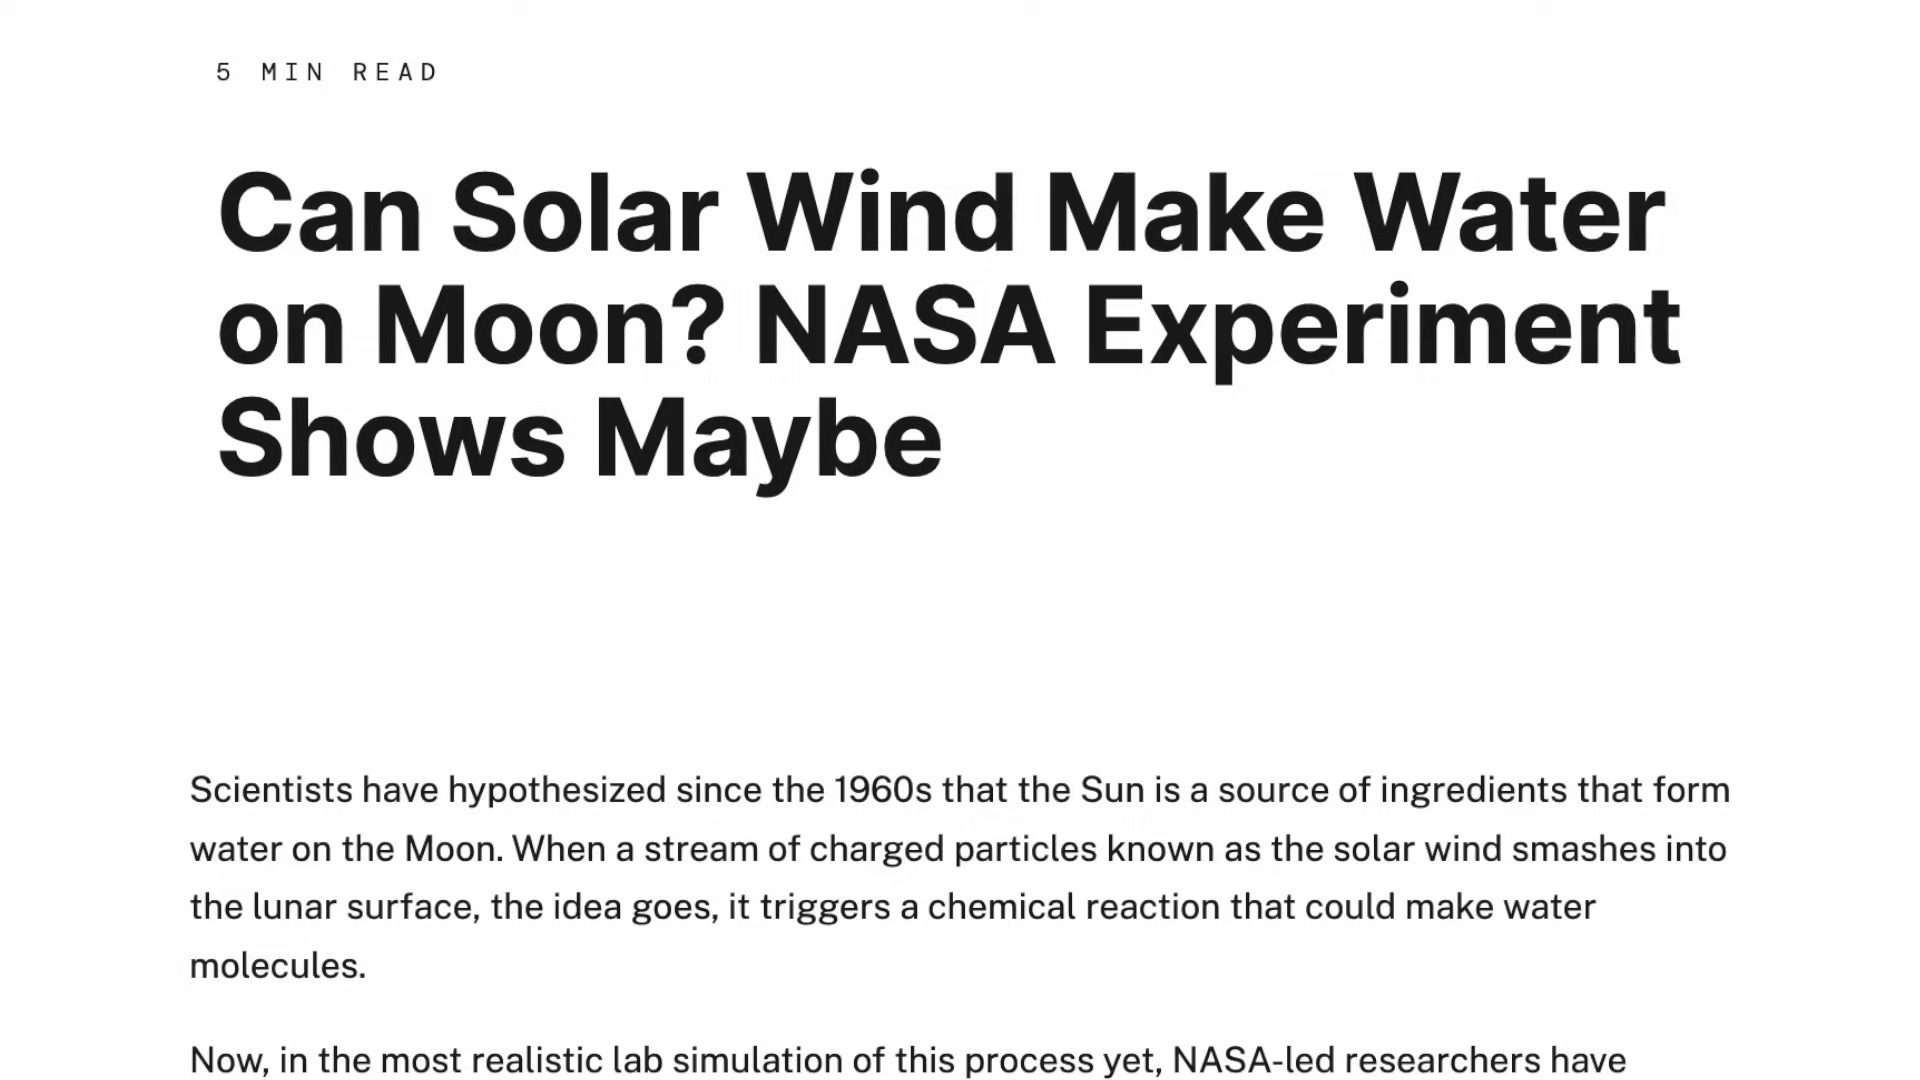 5 MIN READ
Can Solar Wind Make Water
on Moon? NASA Experiment
Shows Maybe
Scientists have hypothesized since the 1960s that the Sun is a source of ingredients that form
water on the Moon. When a stream of charged particles known as the solar wind smashes into
the lunar surface, the idea goes, it triggers a chemical reaction that could make water
molecules.
Now, in the most realistic lab simulation of this process yet, NASA-led researchers have